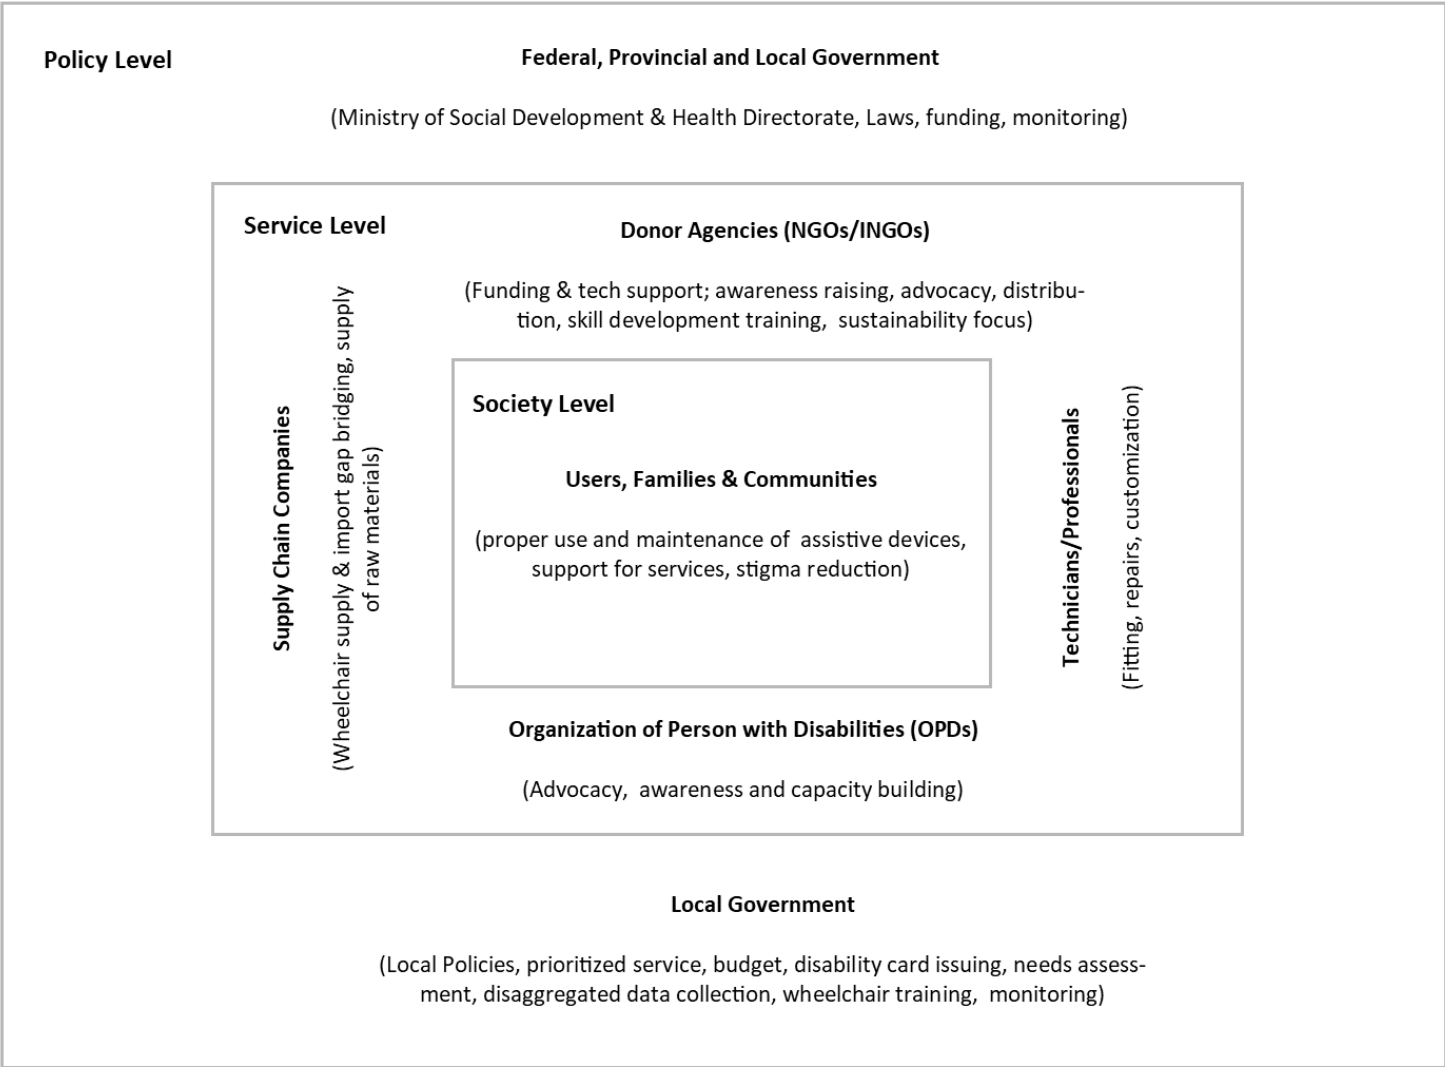 Policy Level
Federal, Provincial and Local Government
(Ministry of Social Development & Health Directorate, Laws, funding, monitoring)
Service Level
Donor Agencies (NGOs/INGOs)
(Funding & tech support; awareness raising, advocacy, distribu-
tion, skill development training, sustainability focus)
Supply Chain Companies
(Wheelchair supply & import gap bridging, supply
of raw materials)
Society Level
Users, Families & Communities
(proper use and maintenance of assistive devices,
support for services, stigma reduction)
Technicians/Professionals
(Fitting, repairs, customization)
Organization of Person with Disabilities (OPDs)
(Advocacy, awareness and capacity building)
Local Government
(Local Policies, prioritized service, budget, disability card issuing, needs assess-
ment, disaggregated data collection, wheelchair training, monitoring)